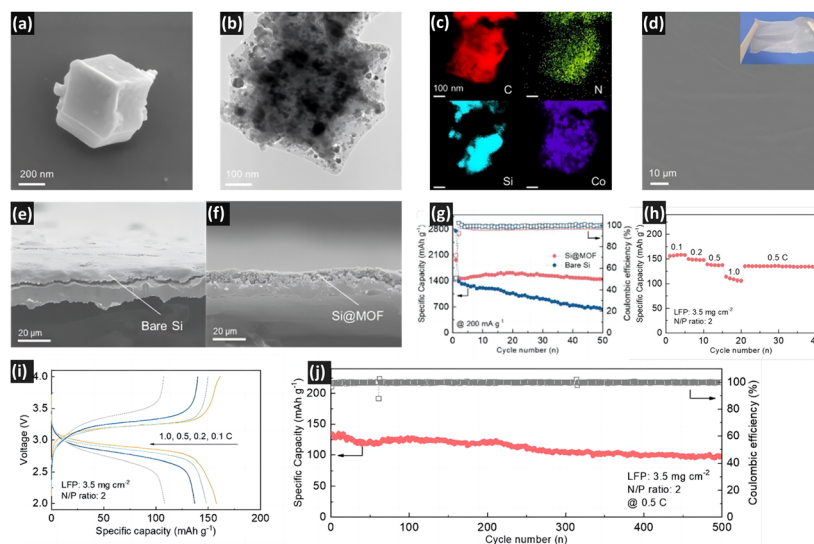 (a)
200 nm
(b)
100 nm
(c)
C
100 nm
N
Si
Co
(d)
10 μm
(e)
Bare Si
20 μm
(f)
Si@MOF
20 μm
(g)
Specific Capacity (mAh g⁻¹)
2800
2100
1400
700
0
Si@MOF
Bare Si
@ 200 mA g⁻¹
0 10 20 30 40 50
Cycle number (n)
100
80
60
40
20
0
Coulombic efficiency (%)
(h)
Specific Capacity (mAh g⁻¹)
200
150
100
50
0
0.1
0.2
0.5
1.0
0.5 C
LFP: 3.5 mg cm⁻²
N/P ratio: 2
0 10 20 30 40
Cycle number (n)
(i)
Voltage (V)
4.0
3.5
3.0
2.5
2.0
1.0, 0.5, 0.2, 0.1 C
LFP: 3.5 mg cm⁻²
N/P ratio: 2
0 50 100 150 200
Specific capacity (mAh g⁻¹)
(j)
Specific Capacity (mAh g⁻¹)
200
150
100
50
0
LFP: 3.5 mg cm⁻²
N/P ratio: 2
@ 0.5 C
0 100 200 300 400 500
Cycle number (n)
100
80
60
40
20
0
Coulombic efficiency (%)